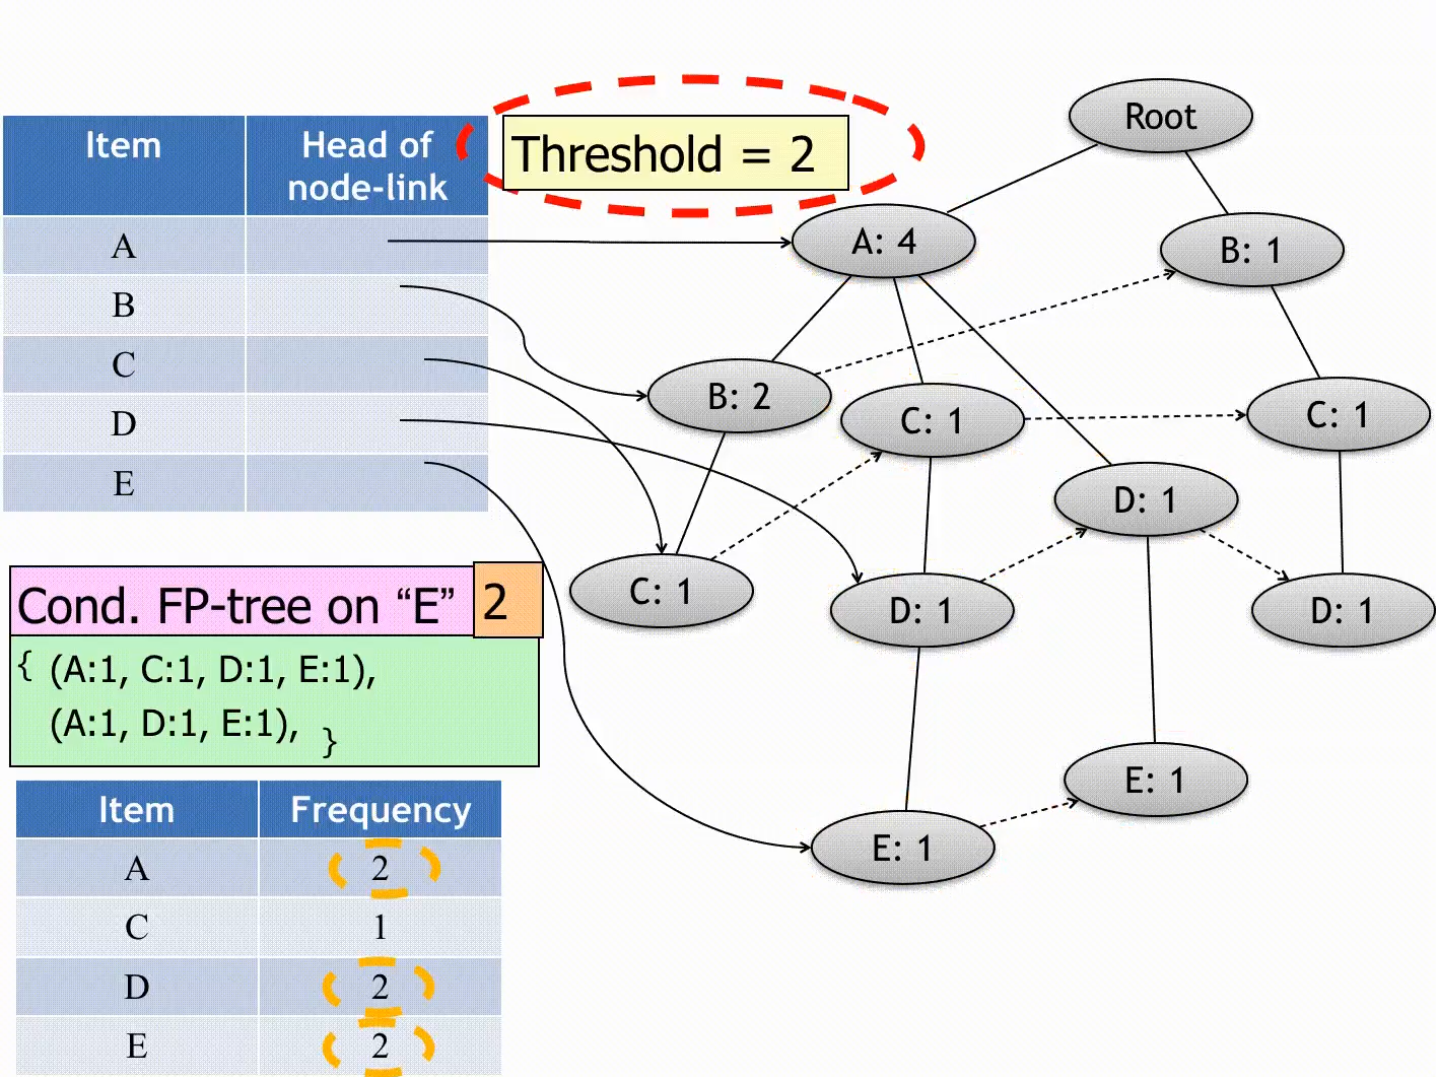 Item Head of node-link
A
B
C
D
E
Threshold = 2
Root
A: 4
B: 1
B: 2
C: 1
C: 1
D: 1
C: 1
D: 1
D: 1
E: 1
E: 1
Cond. FP-tree on “E” 2
{ (A:1, C:1, D:1, E:1),
(A:1, D:1, E:1), }
Item Frequency
A 2
C 1
D 2
E 2